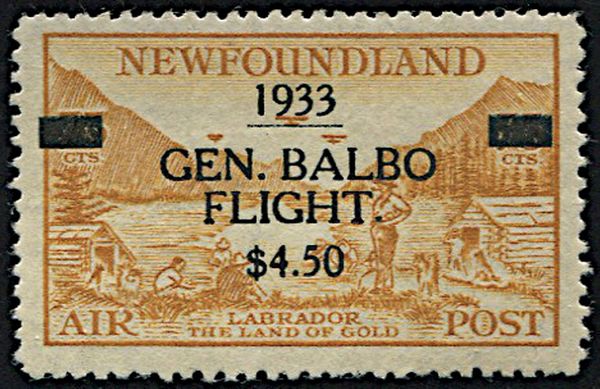 NEWFOUNDLAND
1933
CTS. CTS.
GEN. BALBO
FLIGHT.
$4.50
AIR LABRADOR POST
THE LAND OF GOLD